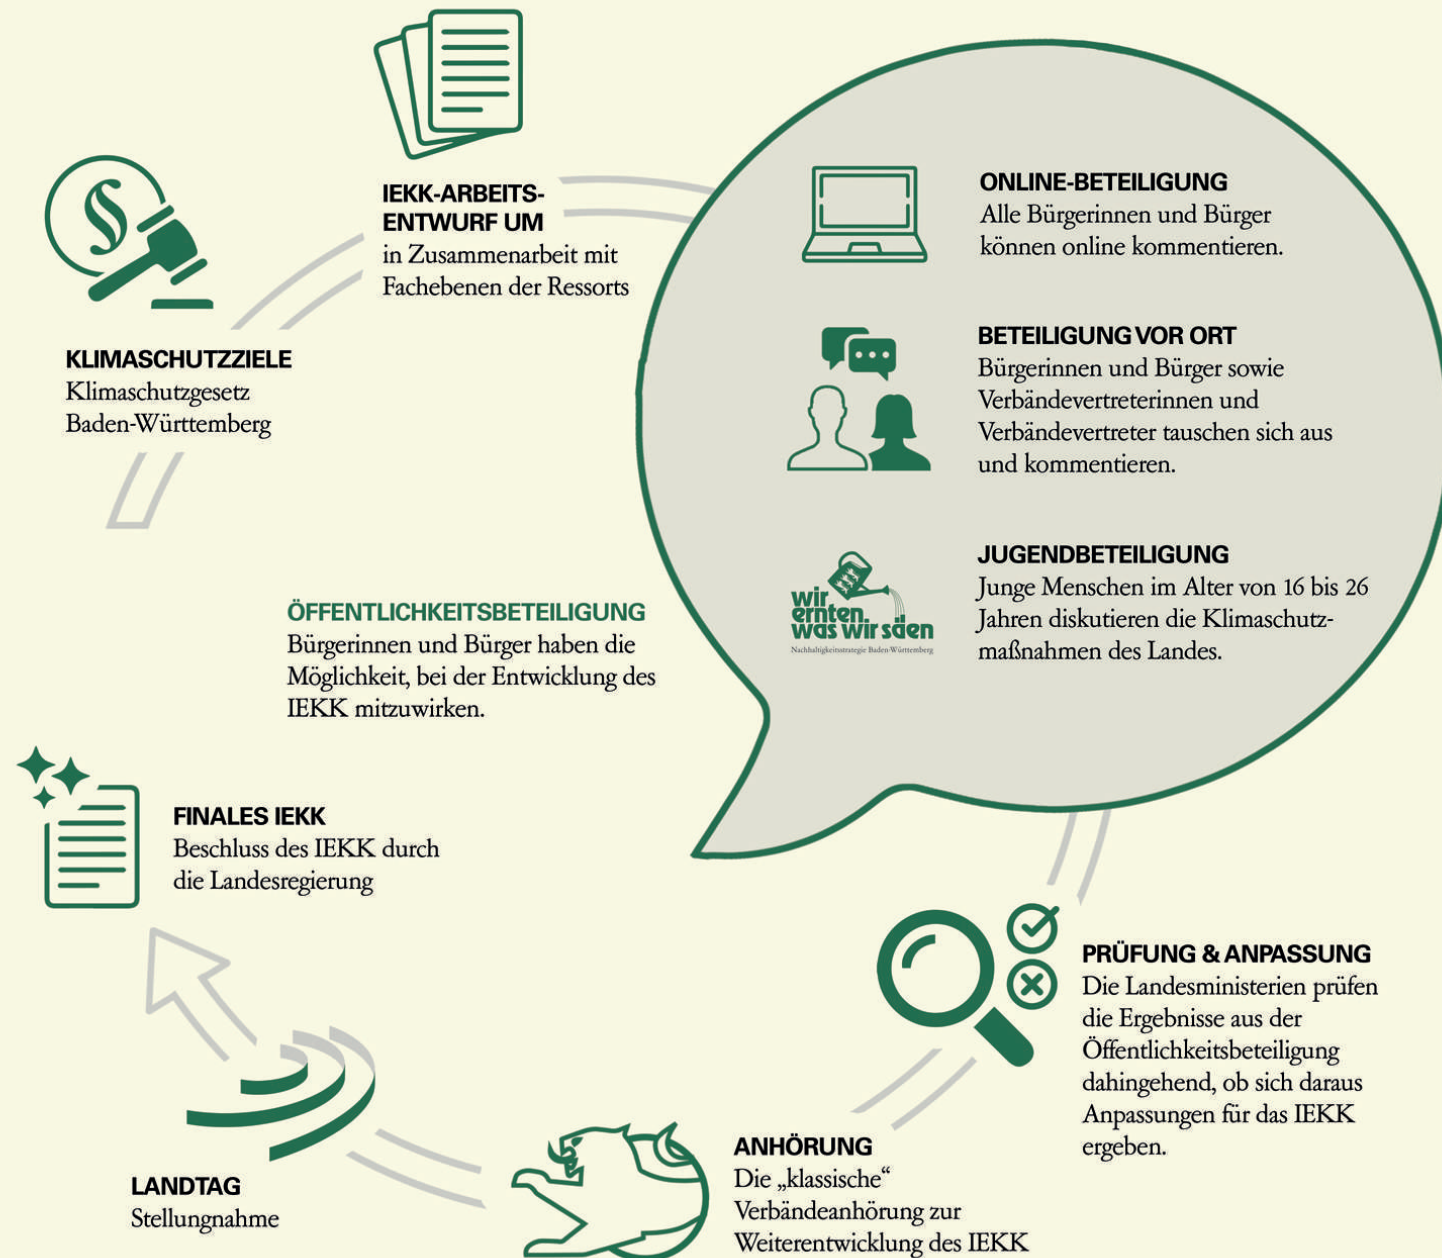 KLIMASCHUTZZIELE
Klimaschutzgesetz
Baden-Württemberg
IEKK-ARBEITS-
ENTWURF UM
in Zusammenarbeit mit
Fachebenen der Ressorts
ÖFFENTLICHKEITSBETEILIGUNG
Bürgerinnen und Bürger haben die
Möglichkeit, bei der Entwicklung des
IEKK mitzuwirken.
ONLINE-BETEILIGUNG
Alle Bürgerinnen und Bürger
können online kommentieren.
BETEILIGUNG VOR ORT
Bürgerinnen und Bürger sowie
Verbändevertreterinnen und
Verbändevertreter tauschen sich aus
und kommentieren.
wir
ernten.
was wir säen
Nachhaltigkeitsstrategie Baden-Württemberg
JUGENDBETEILIGUNG
Junge Menschen im Alter von 16 bis 26
Jahren diskutieren die Klimaschutz-
maßnahmen des Landes.
PRÜFUNG & ANPASSUNG
Die Landesministerien prüfen
die Ergebnisse aus der
Öffentlichkeitsbeteiligung
dahingehend, ob sich daraus
Anpassungen für das IEKK
ergeben.
ANHÖRUNG
Die „klassische“
Verbändeanhörung zur
Weiterentwicklung des IEKK
LANDTAG
Stellungnahme
FINALES IEKK
Beschluss des IEKK durch
die Landesregierung